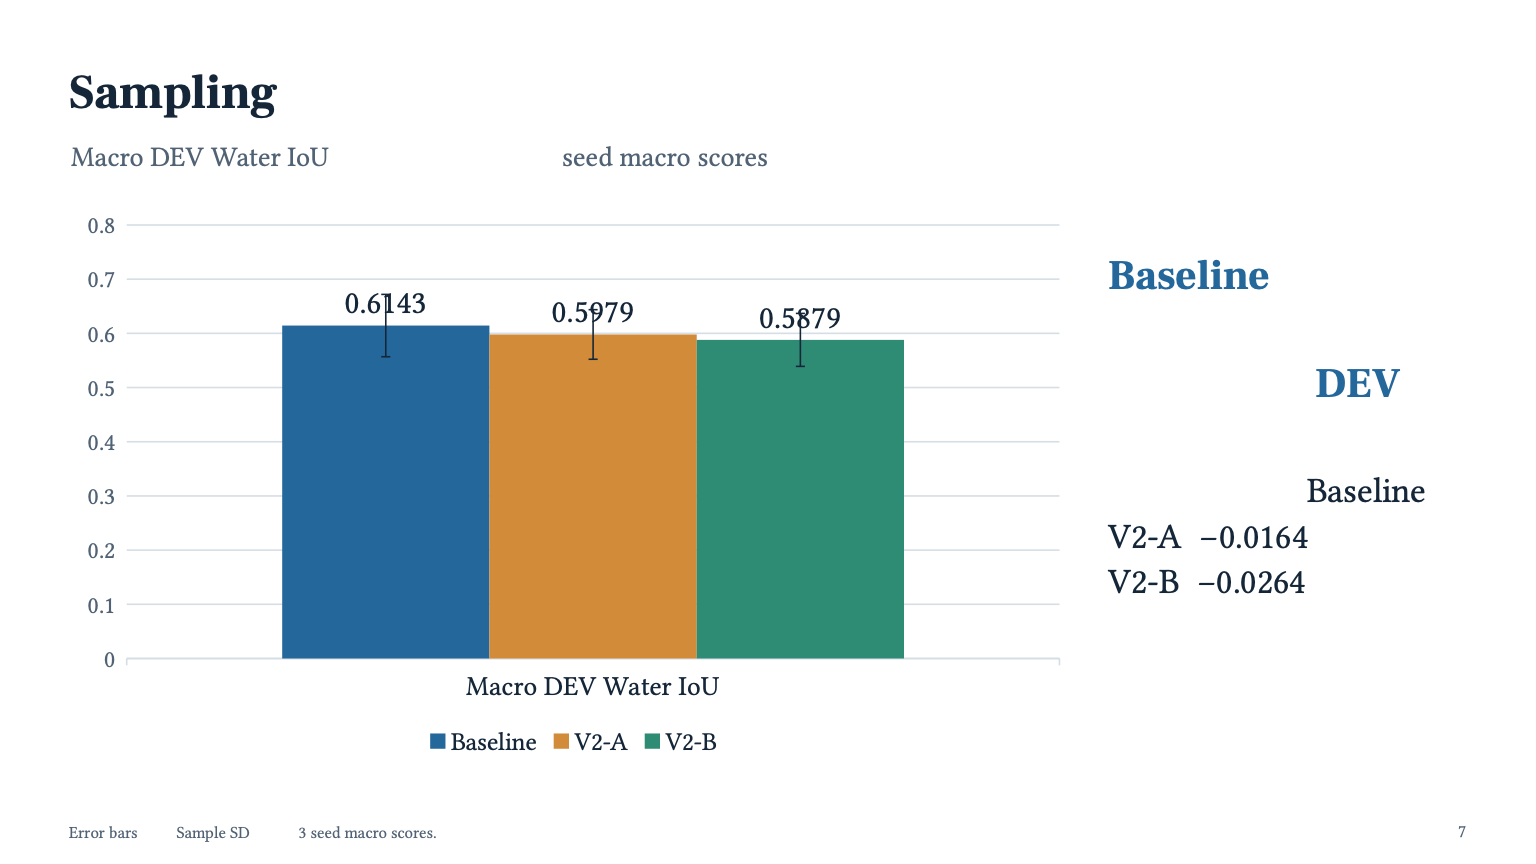 Sampling
Macro DEV Water IoU seed macro scores
0.8
0.7
0.6
0.5
0.4
0.3
0.2
0.1
0
0.6143
0.5979
0.5879
Macro DEV Water IoU
Baseline V2-A V2-B
Baseline
DEV
Baseline
V2-A −0.0164
V2-B −0.0264
Error bars Sample SD 3 seed macro scores.
7